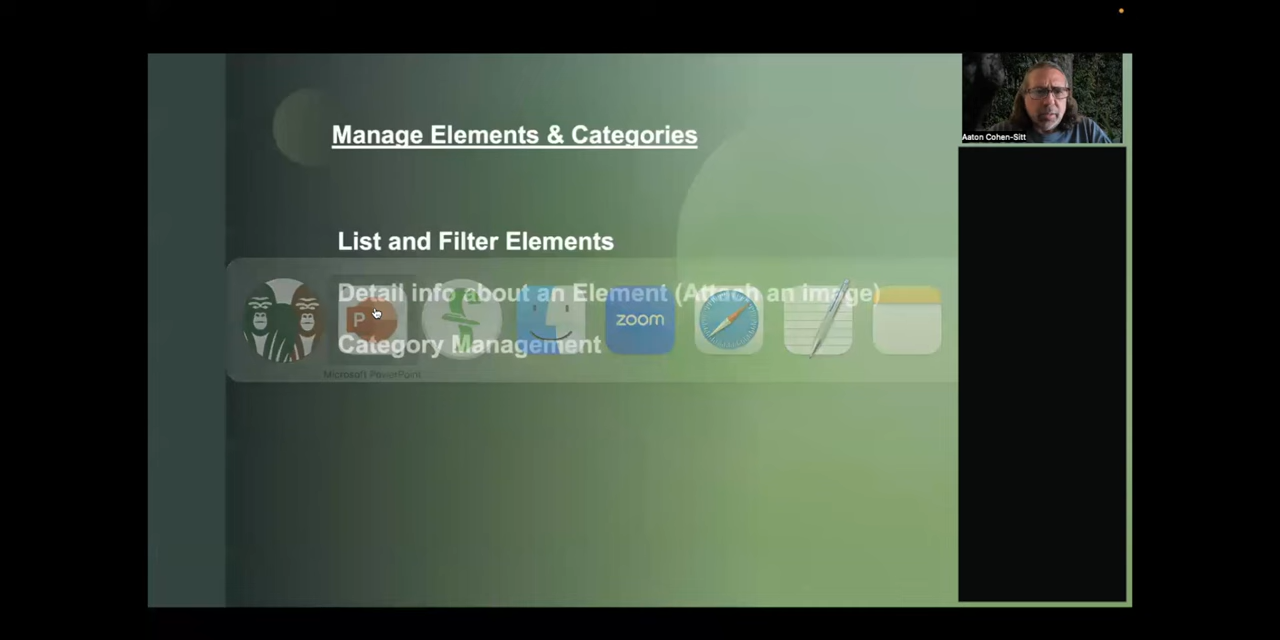 Manage Elements & Categories
Aaton Cohen-Sitt
List and Filter Elements
Detail info about an Element (Attach an image)
P
zoom
Category Management
Microsoft PowerPoint